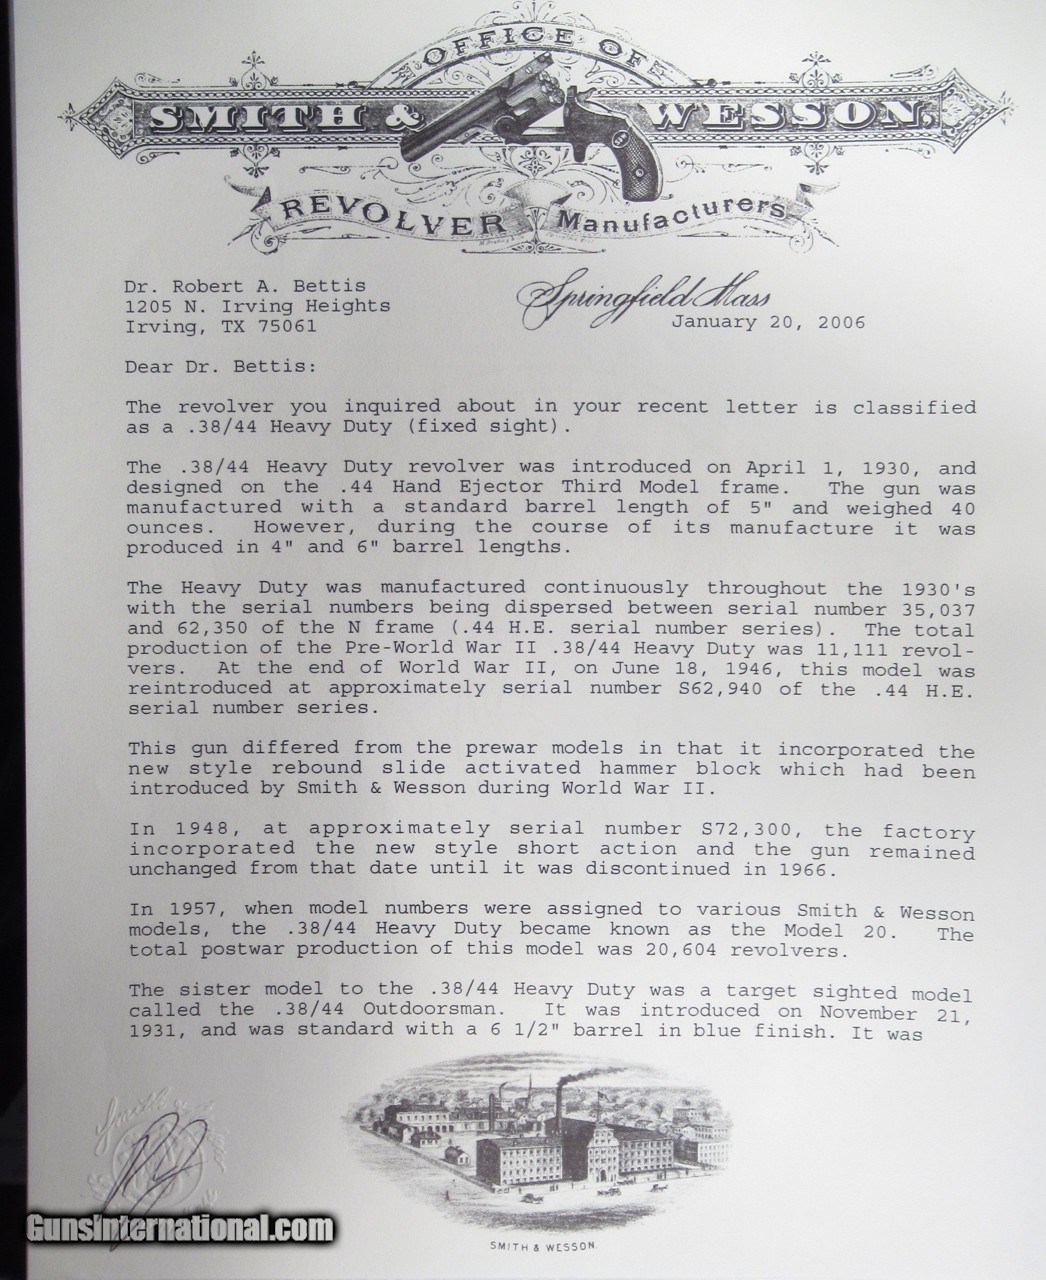 OFFICE OF
SMITH & WESSON,
REVOLVER Manufacturers
Springfield Mass
Dr. Robert A. Bettis
1205 N. Irving Heights
Irving, TX 75061
January 20, 2006
Dear Dr. Bettis:
The revolver you inquired about in your recent letter is classified
as a .38/44 Heavy Duty (fixed sight).
The .38/44 Heavy Duty revolver was introduced on April 1, 1930, and
designed on the .44 Hand Ejector Third Model frame. The gun was
manufactured with a standard barrel length of 5" and weighed 40
ounces. However, during the course of its manufacture it was
produced in 4" and 6" barrel lengths.
The Heavy Duty was manufactured continuously throughout the 1930's
with the serial numbers being dispersed between serial number 35,037
and 62,350 of the N frame (.44 H.E. serial number series). The total
production of the Pre-World War II .38/44 Heavy Duty was 11,111 revol-
vers. At the end of World War II, on June 18, 1946, this model was
reintroduced at approximately serial number S62,940 of the .44 H.E.
serial number series.
This gun differed from the prewar models in that it incorporated the
new style rebound slide activated hammer block which had been
introduced by Smith & Wesson during World War II.
In 1948, at approximately serial number S72,300, the factory
incorporated the new style short action and the gun remained
unchanged from that date until it was discontinued in 1966.
In 1957, when model numbers were assigned to various Smith & Wesson
models, the .38/44 Heavy Duty became known as the Model 20. The
total postwar production of this model was 20,604 revolvers.
The sister model to the .38/44 Heavy Duty was a target sighted model
called the .38/44 Outdoorsman. It was introduced on November 21,
1931, and was standard with a 6 1/2" barrel in blue finish. It was
Smith &
GunsInternational.com
SMITH & WESSON.